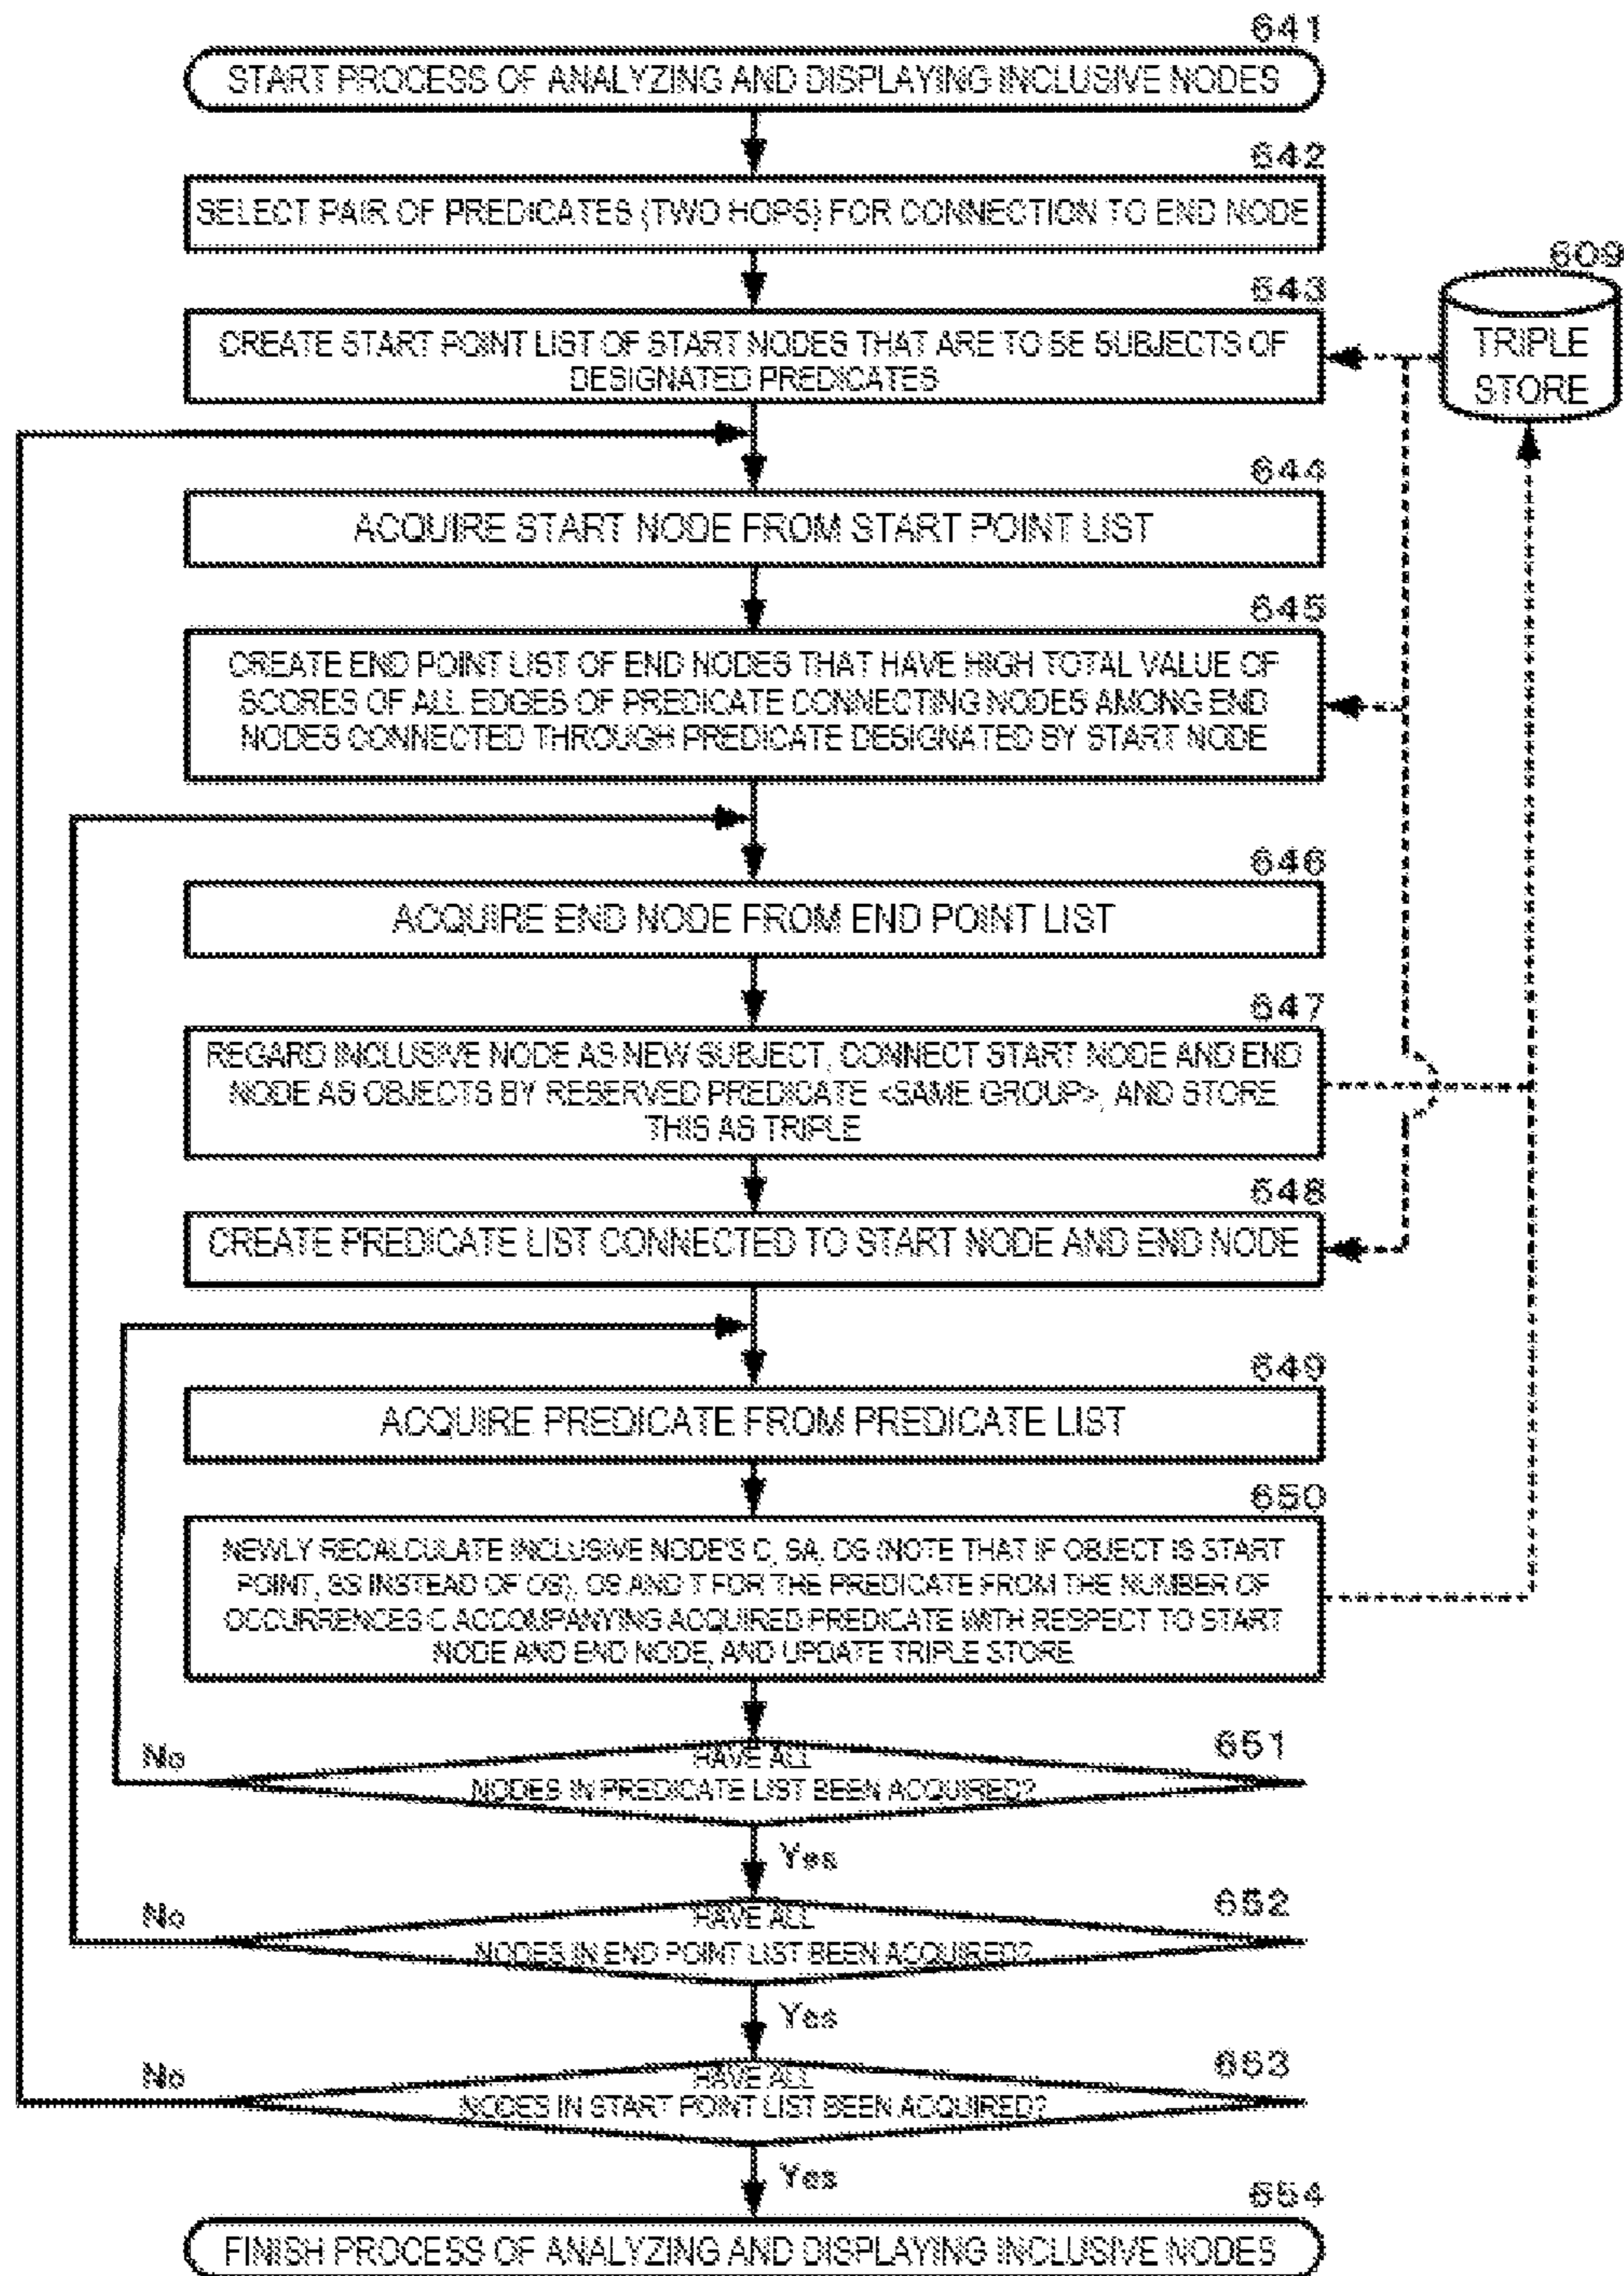 641
START PROCESS OF ANALYZING AND DISPLAYING INCLUSIVE NODES
642
SELECT PAIR OF PREDICATES (TWO HOPS) FOR CONNECTION TO END NODE
609
643
CREATE START POINT LIST OF START NODES THAT ARE TO BE SUBJECTS OF
DESIGNATED PREDICATES
TRIPLE
STORE
644
ACQUIRE START NODE FROM START POINT LIST
645
CREATE END POINT LIST OF END NODES THAT HAVE HIGH TOTAL VALUE OF
SCORES OF ALL EDGES OF PREDICATE CONNECTING NODES AMONG END
NODES CONNECTED THROUGH PREDICATE DESIGNATED BY START NODE
646
ACQUIRE END NODE FROM END POINT LIST
647
REGARD INCLUSIVE NODE AS NEW SUBJECT, CONNECT START NODE AND END
NODE AS OBJECTS BY RESERVED PREDICATE <SAME GROUP>, AND STORE
THIS AS TRIPLE
648
CREATE PREDICATE LIST CONNECTED TO START NODE AND END NODE
649
ACQUIRE PREDICATE FROM PREDICATE LIST
650
NEWLY RECALCULATE INCLUSIVE NODE'S C, SA, OS (NOTE THAT IF OBJECT IS START
POINT, SS INSTEAD OF OS), OS AND T FOR THE PREDICATE FROM THE NUMBER OF
OCCURRENCES C ACCOMPANYING ACQUIRED PREDICATE WITH RESPECT TO START
NODE AND END NODE, AND UPDATE TRIPLE STORE
651
No
HAVE ALL
NODES IN PREDICATE LIST BEEN ACQUIRED?
Yes
652
No
HAVE ALL
NODES IN END POINT LIST BEEN ACQUIRED?
Yes
653
No
HAVE ALL
NODES IN START POINT LIST BEEN ACQUIRED?
Yes
654
FINISH PROCESS OF ANALYZING AND DISPLAYING INCLUSIVE NODES